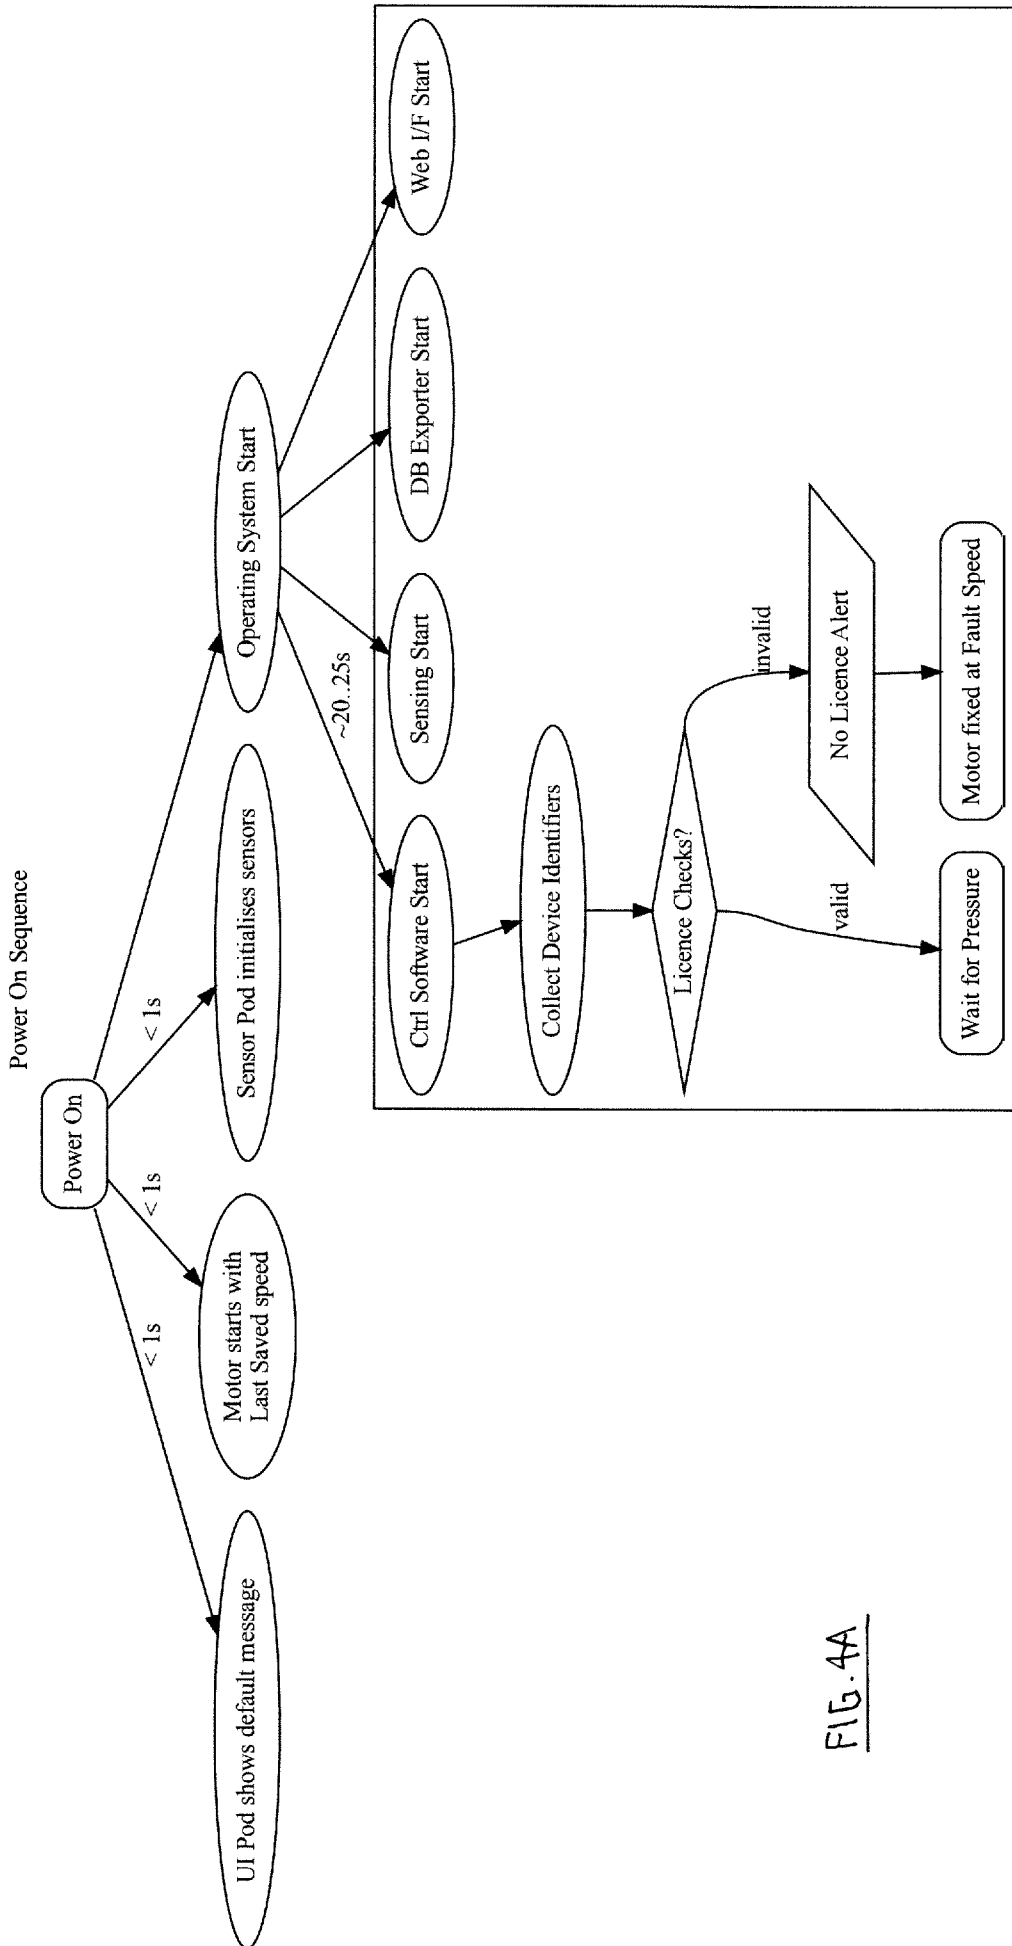 Power On Sequence
Power On
< 1s
< 1s
< 1s
UI Pod shows default message
Motor starts with
Last Saved speed
Sensor Pod initialises sensors
Operating System Start
~20..25s
Ctrl Software Start
Sensing Start
DB Exporter Start
Web I/F Start
Collect Device Identifiers
Licence Checks?
valid
invalid
No Licence Alert
Wait for Pressure
Motor fixed at Fault Speed
FIG. 4A